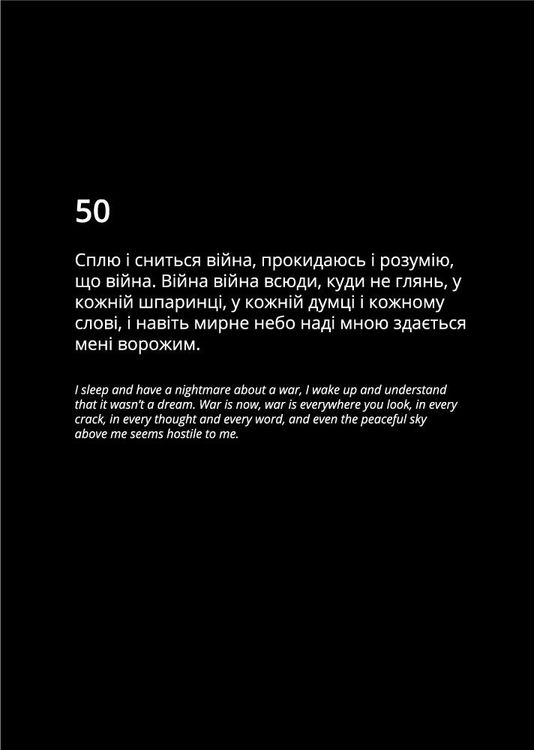 50
Сплю і сниться війна, прокидаюсь і розумію,
що війна. Війна війна всюди, куди не глянь, у
кожній шпаринці, у кожній думці і кожному
слові, і навіть мирне небо наді мною здається
мені ворожим.
I sleep and have a nightmare about a war, I wake up and understand
that it wasn't a dream. War is now, war is everywhere you look, in every
crack, in every thought and every word, and even the peaceful sky
above me seems hostile to me.